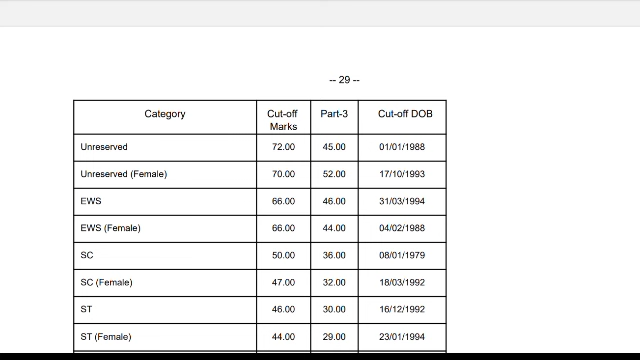 -- 29 --
Category Cut-off Marks Part-3 Cut-off DOB
Unreserved 72.00 45.00 01/01/1988
Unreserved (Female) 70.00 52.00 17/10/1993
EWS 66.00 46.00 31/03/1994
EWS (Female) 66.00 44.00 04/02/1988
SC 50.00 36.00 08/01/1979
SC (Female) 47.00 32.00 18/03/1992
ST 46.00 30.00 16/12/1992
ST (Female) 44.00 29.00 23/01/1994